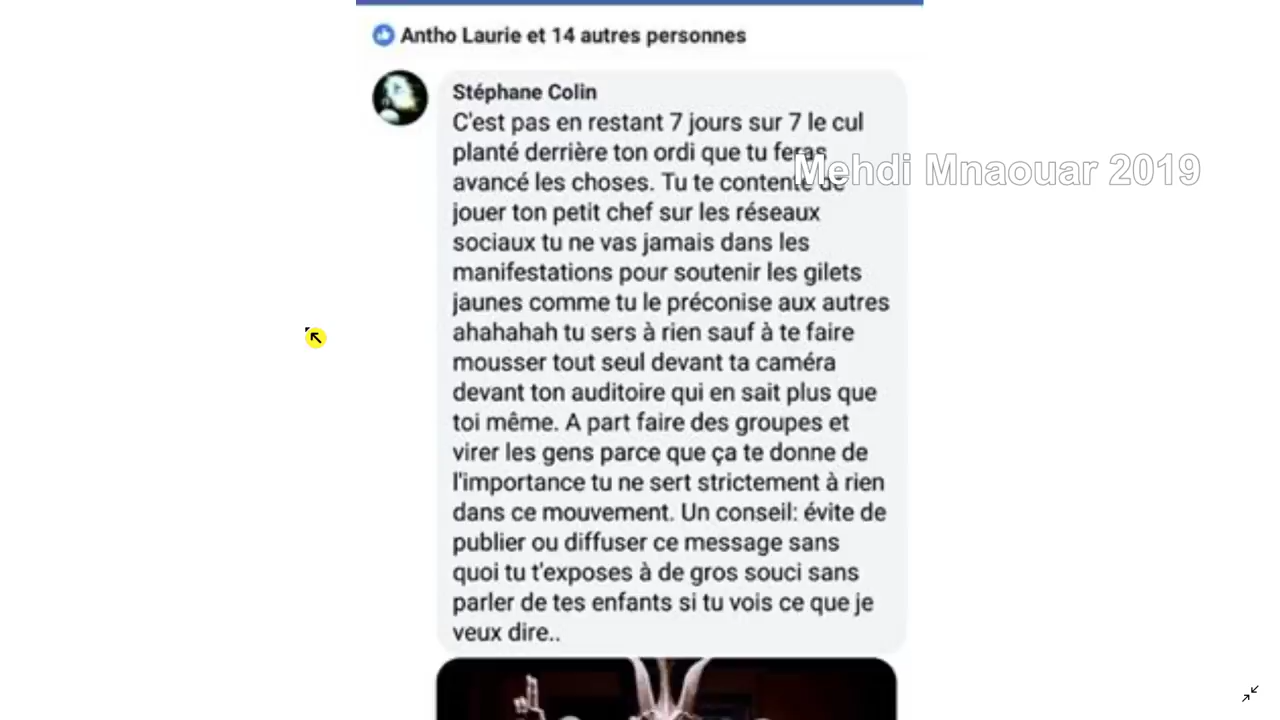 Antho Laurie et 14 autres personnes
Stéphane Colin
C'est pas en restant 7 jours sur 7 le cul
planté derrière ton ordi que tu feras
Mehdi Mnaouar 2019
avancé les choses. Tu te contente de
jouer ton petit chef sur les réseaux
sociaux tu ne vas jamais dans les
manifestations pour soutenir les gilets
jaunes comme tu le préconise aux autres
ahahahah tu sers à rien sauf à te faire
mousser tout seul devant ta caméra
devant ton auditoire qui en sait plus que
toi même. A part faire des groupes et
virer les gens parce que ça te donne de
l'importance tu ne sert strictement à rien
dans ce mouvement. Un conseil: évite de
publier ou diffuser ce message sans
quoi tu t'exposes à de gros souci sans
parler de tes enfants si tu vois ce que je
veux dire..